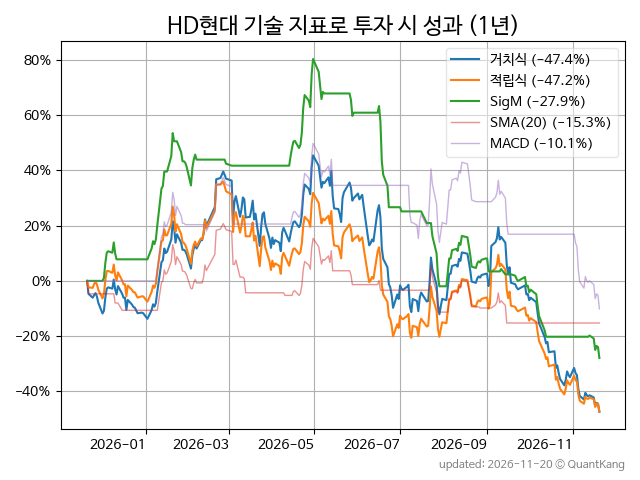 HD현대 기술 지표로 투자 시 성과 (1년)
거치식 (−47.4%)
적립식 (−47.2%)
SigM (−27.9%)
SMA(20) (−15.3%)
MACD (−10.1%)
80%
60%
40%
20%
0%
−20%
−40%
2026-01
2026-03
2026-05
2026-07
2026-09
2026-11
updated: 2026-11-20 © QuantKang